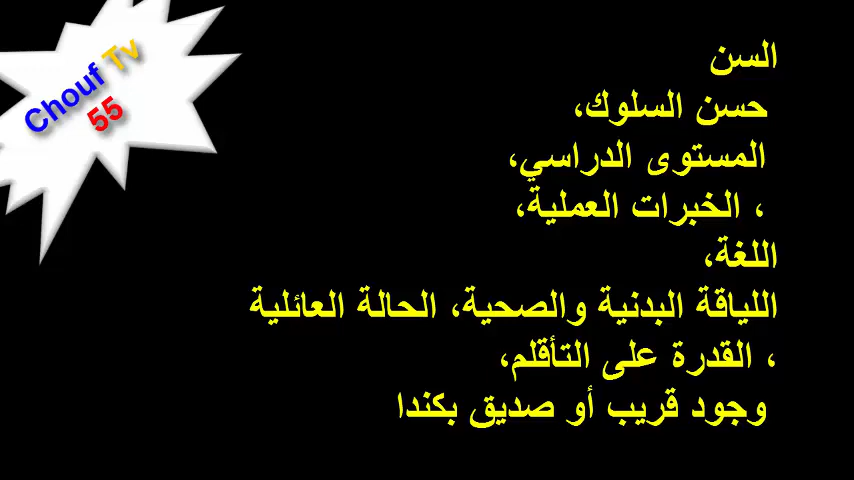 Chouf Tv
55
السن
حسن السلوك،
المستوى الدراسي،
، الخبرات العملية،
اللغة،
اللياقة البدنية والصحية، الحالة العائلية
، القدرة على التأقلم،
وجود قريب أو صديق بكندا